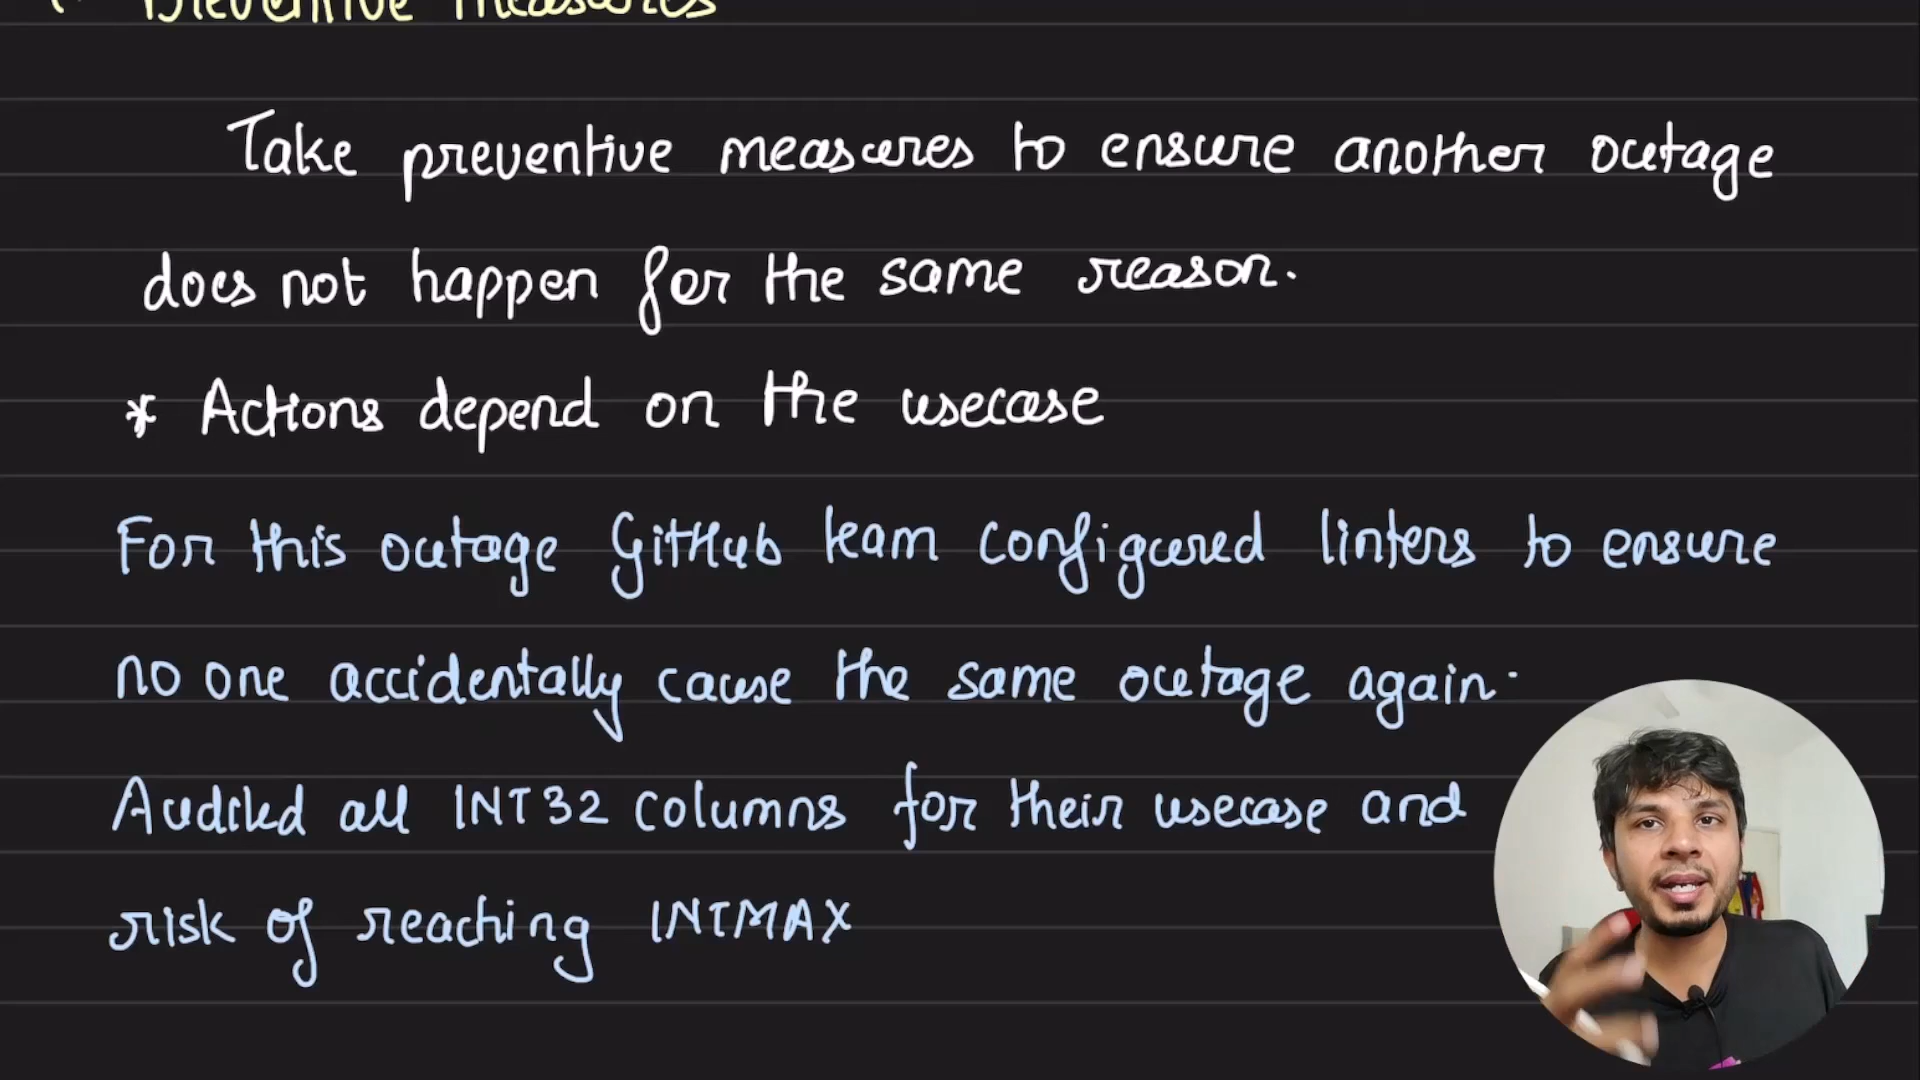 Preventive measures
Take preventive measures to ensure another outage
does not happen for the same reason.
* Actions depend on the usecase
For this outage GitHub team configured linters to ensure
no one accidentally cause the same outage again.
Audited all INT32 columns for their usecase and
risk of reaching INTMAX